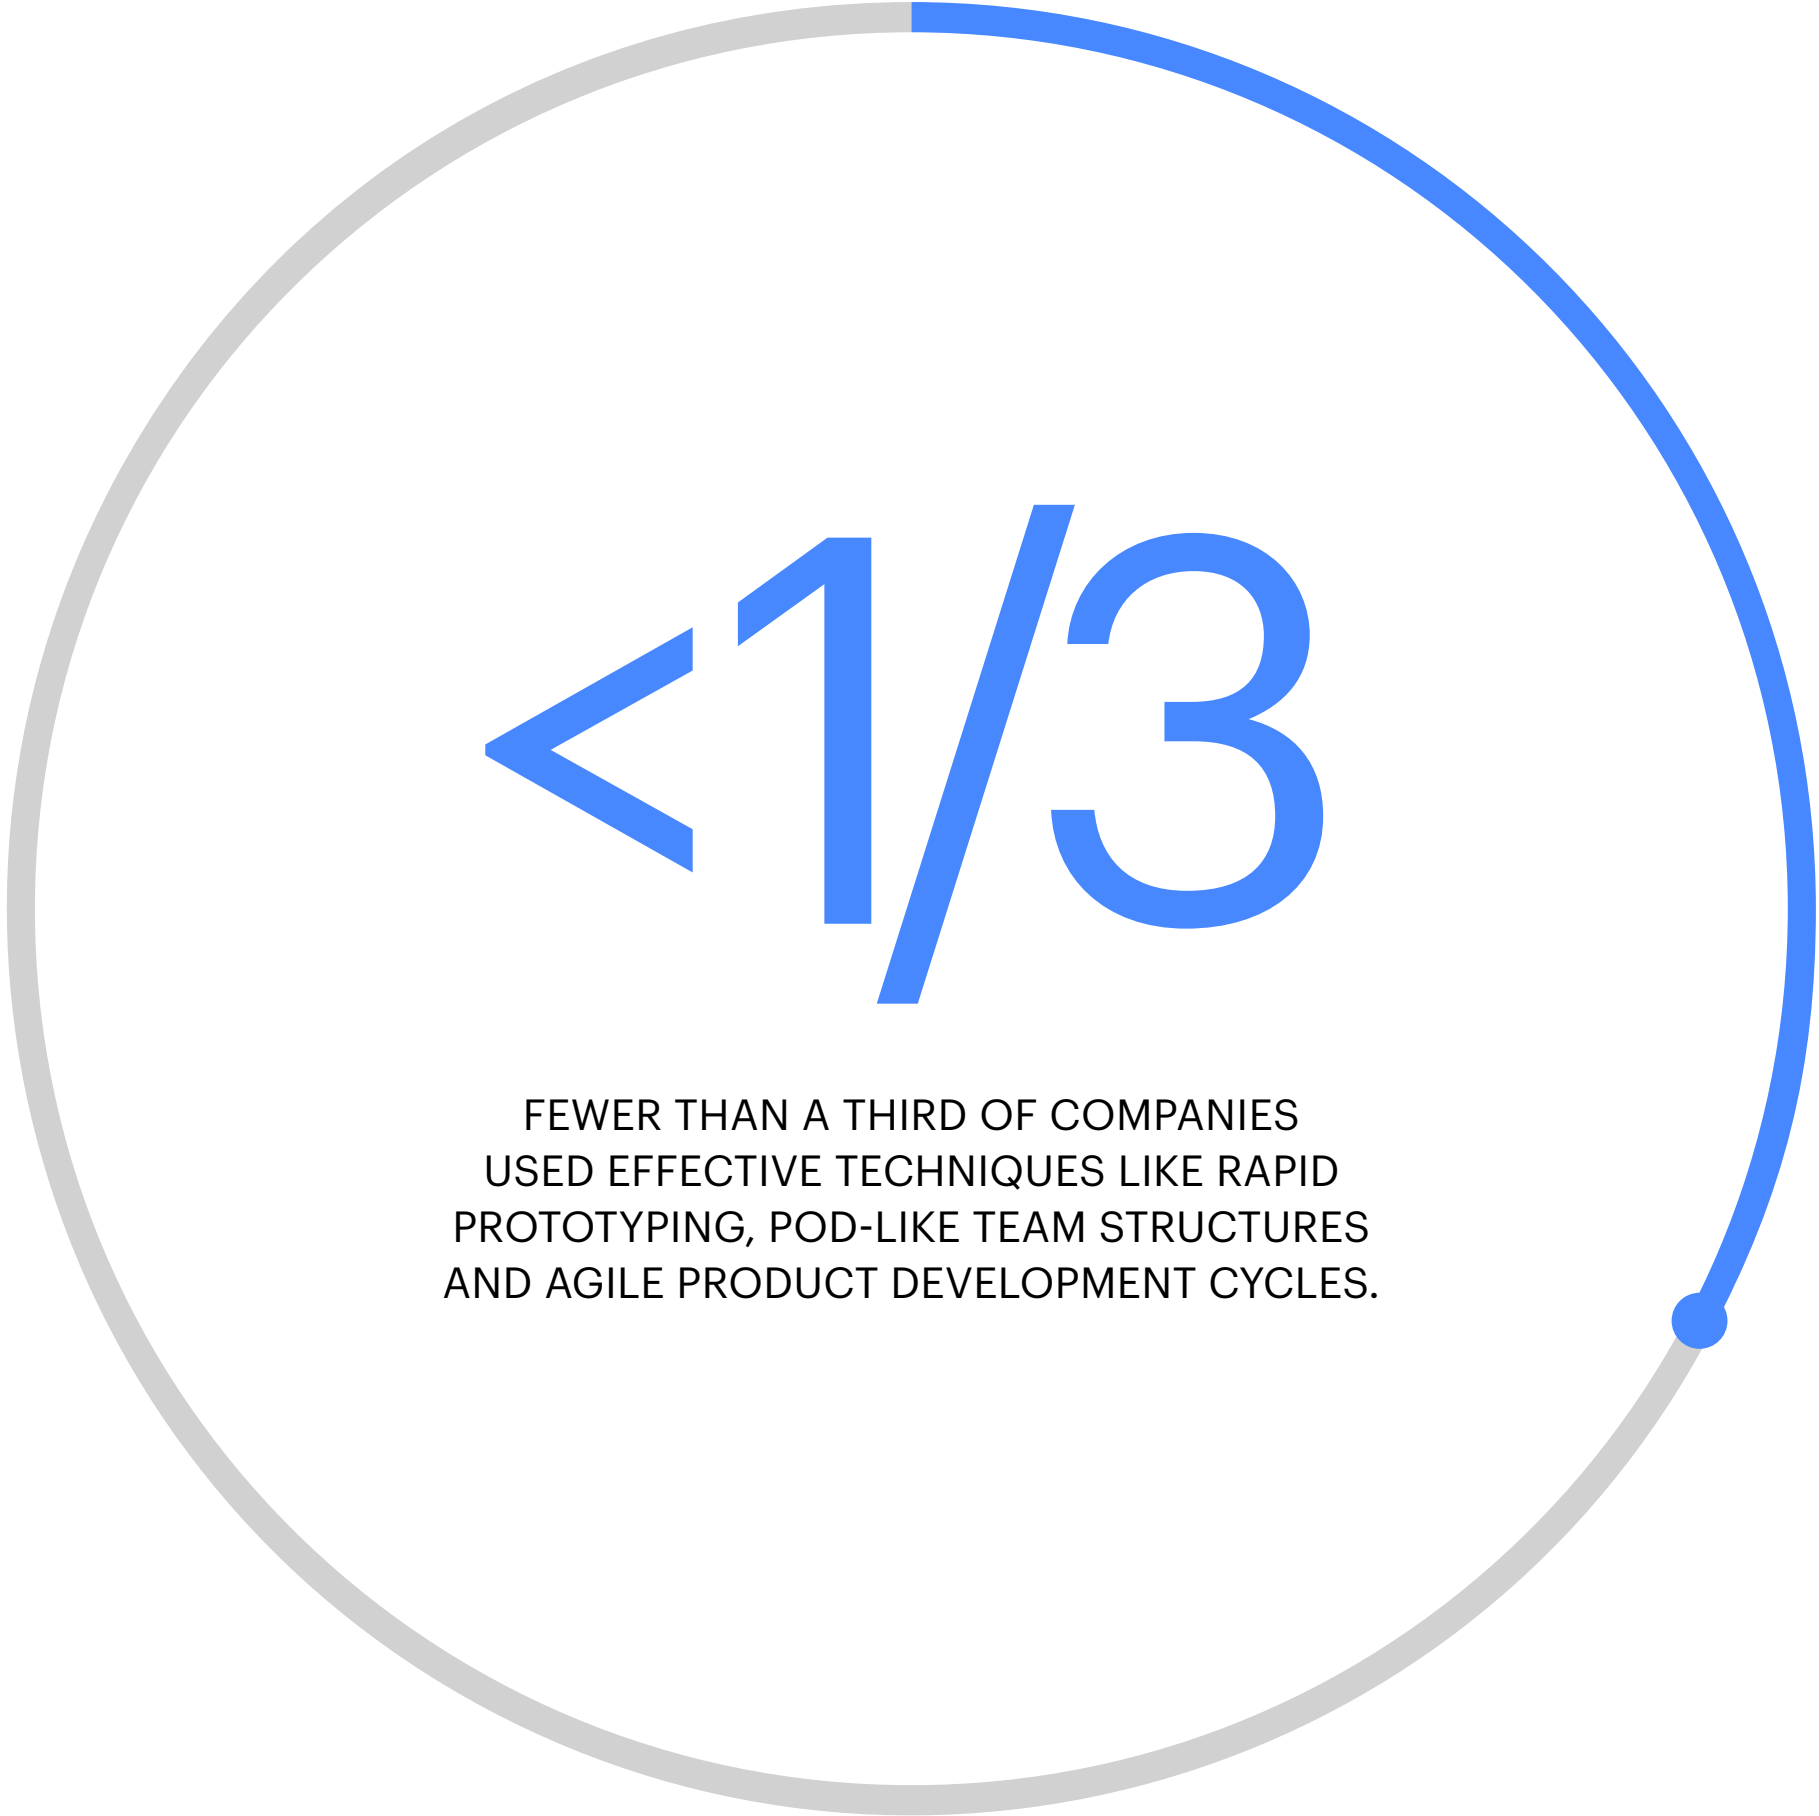 <1/3
FEWER THAN A THIRD OF COMPANIES
USED EFFECTIVE TECHNIQUES LIKE RAPID
PROTOTYPING, POD-LIKE TEAM STRUCTURES
AND AGILE PRODUCT DEVELOPMENT CYCLES.